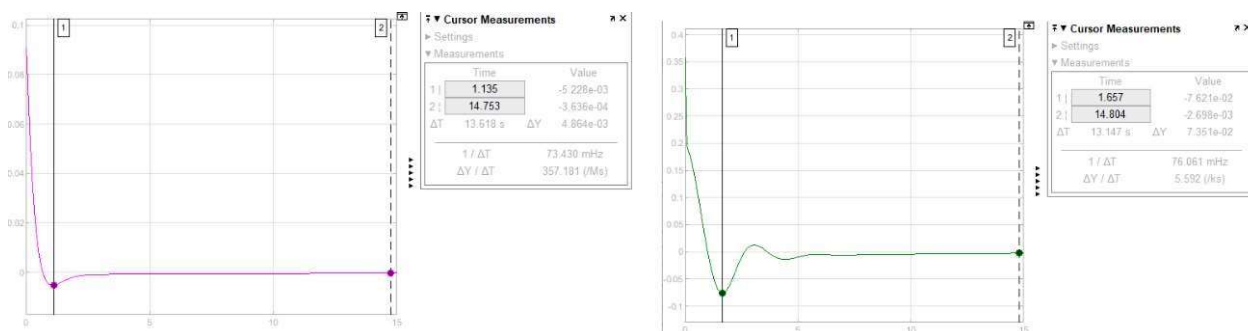 0.1
0.08
0.06
0.04
0.02
0
0 5 10 15
1 2
Cursor Measurements
Settings
Measurements
Time Value
1 | 1.135 -5.228e-03
2 | 14.753 -3.636e-04
ΔT 13.618 s ΔY 4.864e-03
1 / ΔT 73.430 mHz
ΔY / ΔT 357.181 (/Ms)
0.4
0.35
0.3
0.25
0.2
0.15
0.1
0.05
0
-0.05
-0.1
0 5 10 15
1 2
Cursor Measurements
Settings
Measurements
Time Value
1 | 1.657 -7.621e-02
2 | 14.804 -2.698e-03
ΔT 13.147 s ΔY 7.351e-02
1 / ΔT 76.061 mHz
ΔY / ΔT 5.592 (/ks)